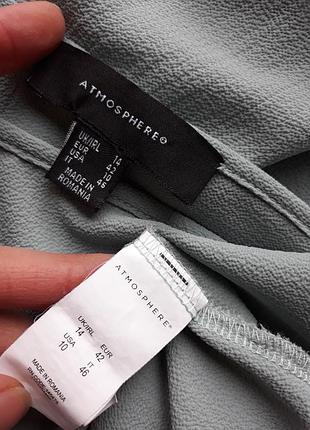 ATMOSPHERE®
UK/IRL 14
EUR 42
USA 10
IT 46
MADE IN
ROMANIA
ATMOSPHERE®
UK/IRL EUR
14 42
USA IT
10 46
MADE IN ROMANIA